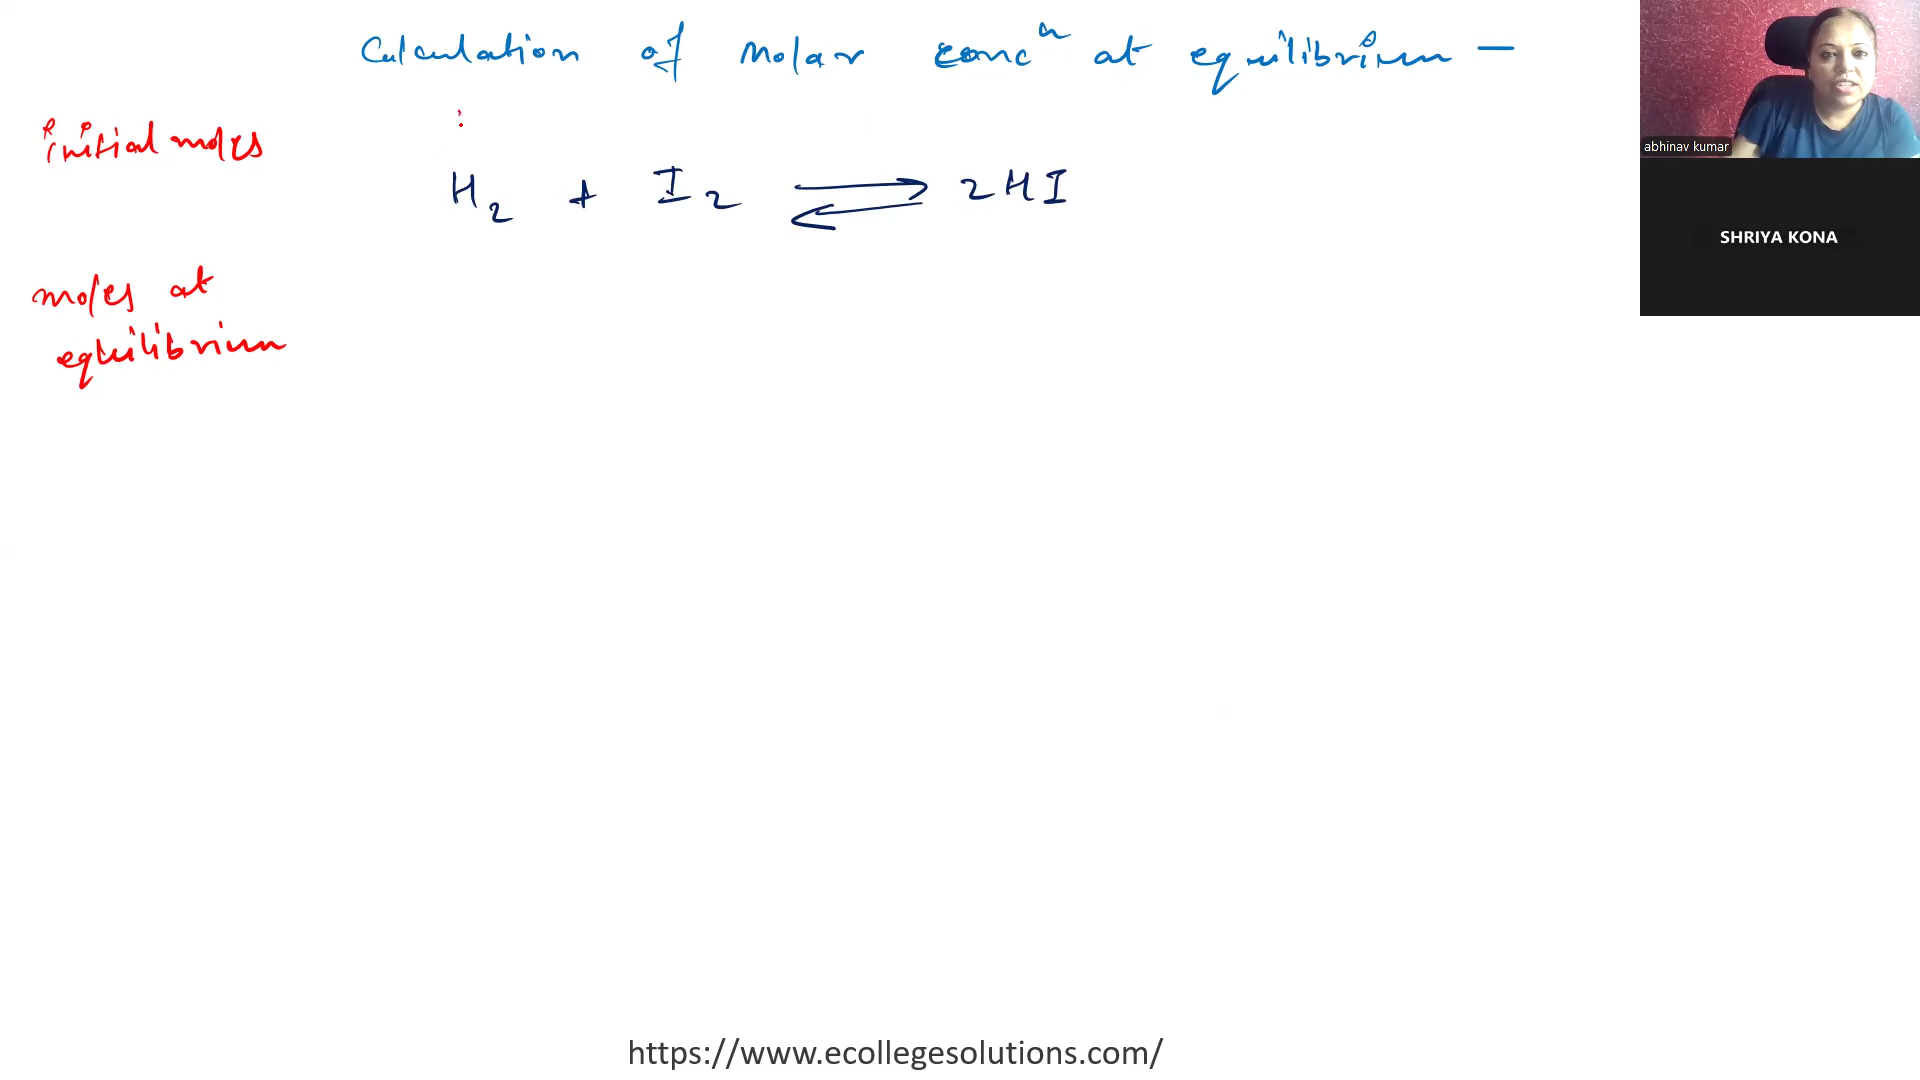 Calculation of Molar concn at equilibrium —
initial moles
H2 + I2 ⇌ 2HI
moles at
equilibrium
abhinav kumar
SHRIYA KONA
https://www.ecollegesolutions.com/